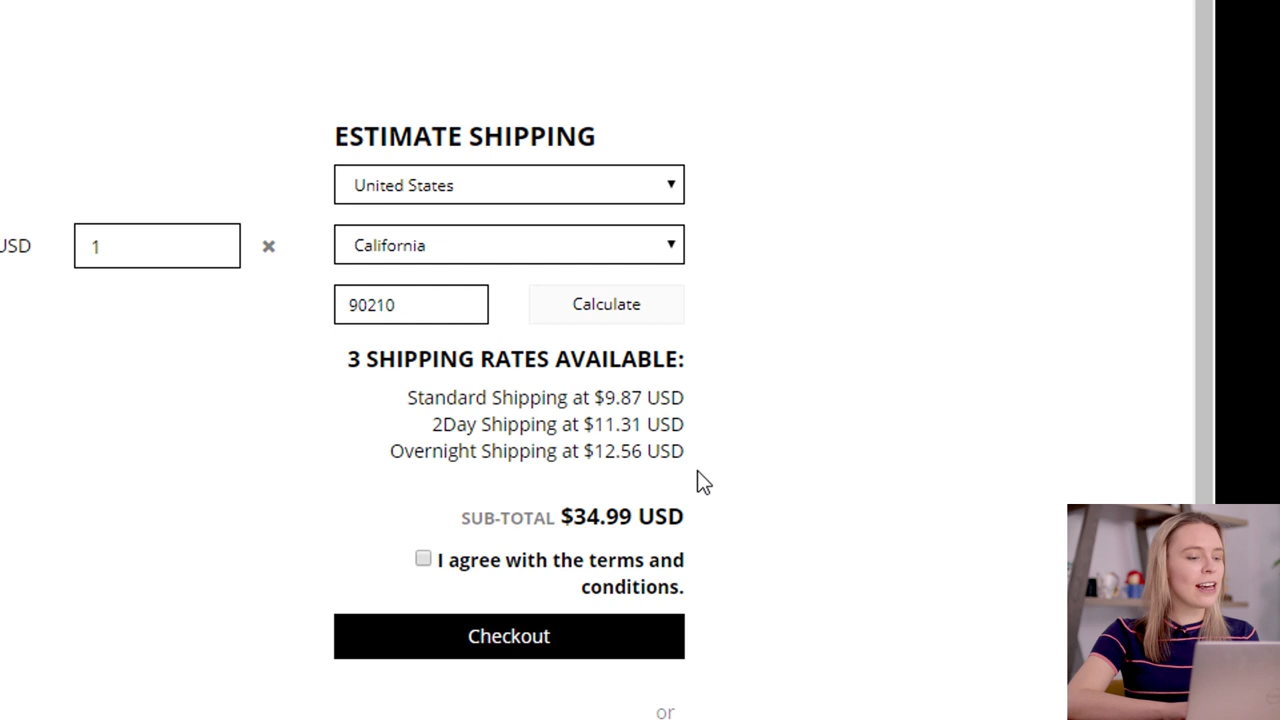 ESTIMATE SHIPPING
United States
USD
1
California
90210
Calculate
3 SHIPPING RATES AVAILABLE:
Standard Shipping at $9.87 USD
2Day Shipping at $11.31 USD
Overnight Shipping at $12.56 USD
SUB-TOTAL $34.99 USD
I agree with the terms and
conditions.
Checkout
or